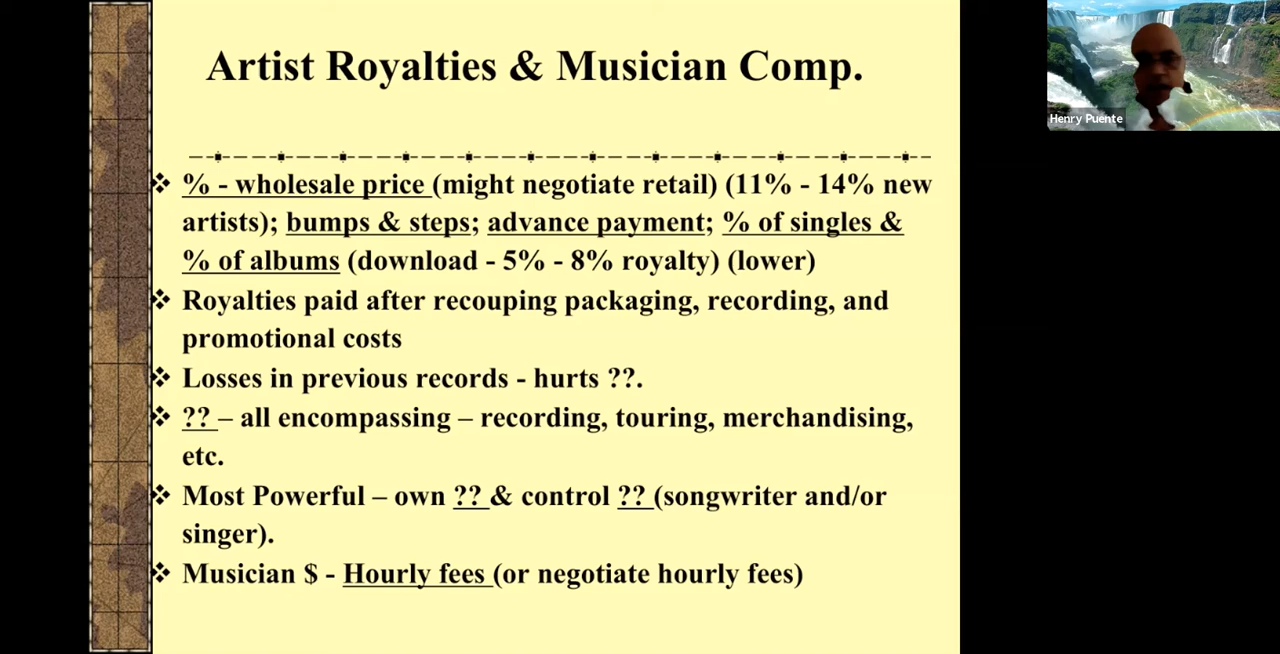 Artist Royalties & Musician Comp.
Henry Puente
% - wholesale price (might negotiate retail) (11% - 14% new
artists); bumps & steps; advance payment; % of singles &
% of albums (download - 5% - 8% royalty) (lower)
Royalties paid after recouping packaging, recording, and
promotional costs
Losses in previous records - hurts ??.
?? – all encompassing – recording, touring, merchandising,
etc.
Most Powerful – own ?? & control ?? (songwriter and/or
singer).
Musician $ - Hourly fees (or negotiate hourly fees)